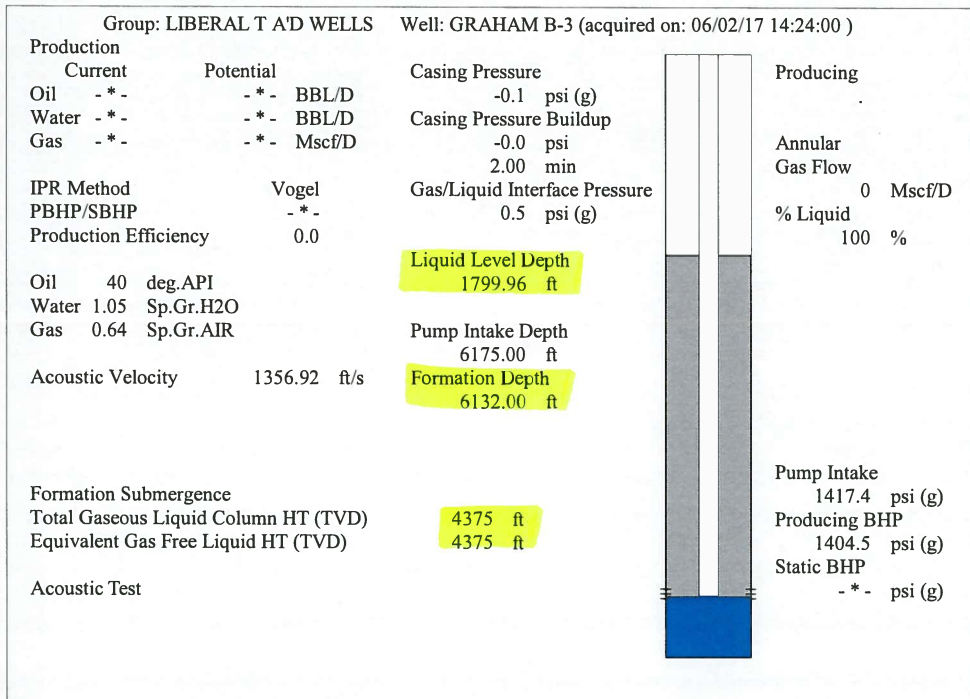 Group: LIBERAL T A'D WELLS Well: GRAHAM B-3 (acquired on: 06/02/17 14:24:00 )
Production
Current Potential
Oil - * - - * - BBL/D
Water - * - - * - BBL/D
Gas - * - - * - Mscf/D
IPR Method Vogel
PBHP/SBHP - * -
Production Efficiency 0.0
Oil 40 deg.API
Water 1.05 Sp.Gr.H2O
Gas 0.64 Sp.Gr.AIR
Acoustic Velocity 1356.92 ft/s
Formation Submergence
Total Gaseous Liquid Column HT (TVD) 4375 ft
Equivalent Gas Free Liquid HT (TVD) 4375 ft
Acoustic Test
Casing Pressure
-0.1 psi (g)
Casing Pressure Buildup
-0.0 psi
2.00 min
Gas/Liquid Interface Pressure
0.5 psi (g)
Liquid Level Depth
1799.96 ft
Pump Intake Depth
6175.00 ft
Formation Depth
6132.00 ft
Producing
Annular
Gas Flow
0 Mscf/D
% Liquid
100 %
Pump Intake
1417.4 psi (g)
Producing BHP
1404.5 psi (g)
Static BHP
- * - psi (g)